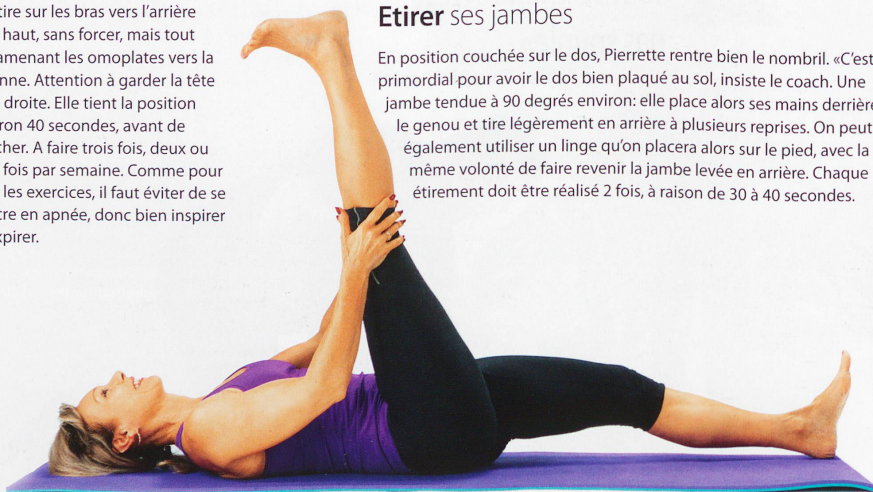 tire sur les bras vers l'arrière
haut, sans forcer, mais tout
amenant les omoplates vers la
nne. Attention à garder la tête
droite. Elle tient la position
ron 40 secondes, avant de
cher. A faire trois fois, deux ou
fois par semaine. Comme pour
les exercices, il faut éviter de se
tre en apnée, donc bien inspirer
xpirer.
Etirer ses jambes
En position couchée sur le dos, Pierrette rentre bien le nombril. «C'est
primordial pour avoir le dos bien plaqué au sol, insiste le coach. Une
jambe tendue à 90 degrés environ: elle place alors ses mains derrière
le genou et tire légèrement en arrière à plusieurs reprises. On peut
également utiliser un linge qu'on placera alors sur le pied, avec la
même volonté de faire revenir la jambe levée en arrière. Chaque
étirement doit être réalisé 2 fois, à raison de 30 à 40 secondes.